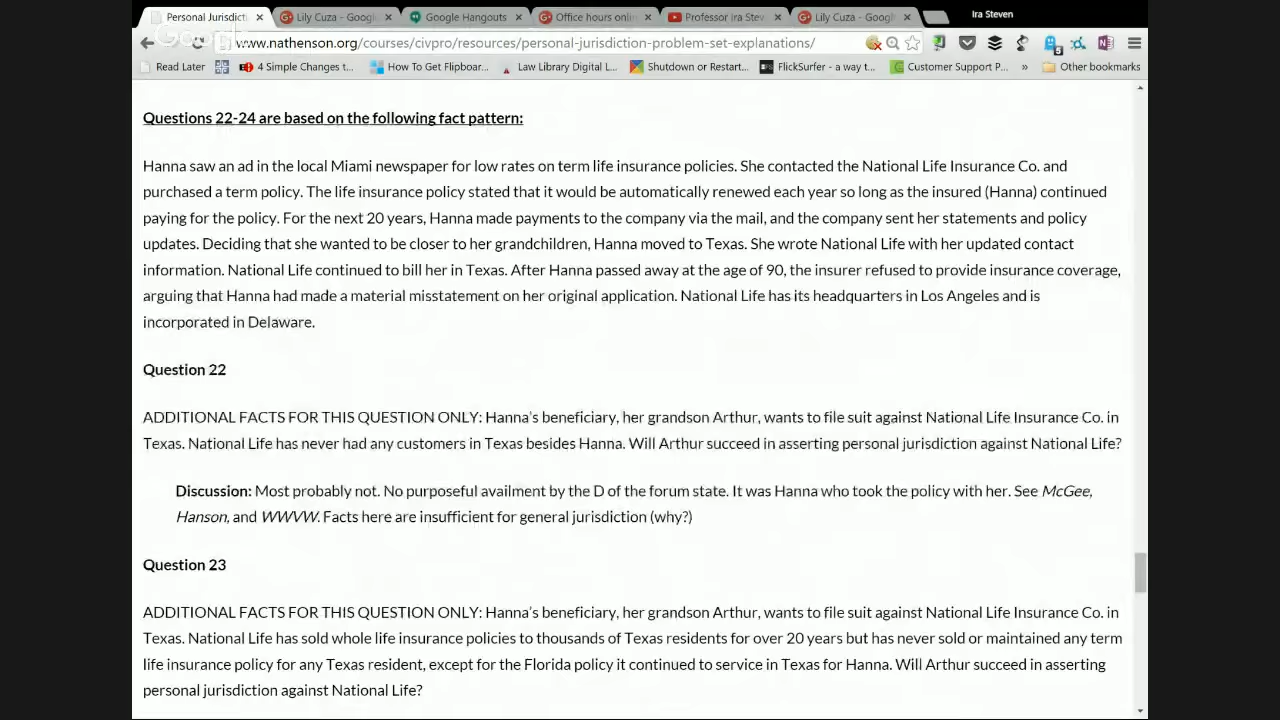 Personal Jurisdicti
Lily Cuza - Google
Google Hangouts
Office hours onlin
Professor Ira Steve
Lily Cuza - Google
Ira Steven
www.nathenson.org/courses/civpro/resources/personal-jurisdiction-problem-set-explanations/
Read Later
4 Simple Changes t...
How To Get Flipboar...
Law Library Digital L...
Shutdown or Restart...
FlickSurfer - a way t...
Customer Support P...
»
Other bookmarks
Questions 22-24 are based on the following fact pattern:
Hanna saw an ad in the local Miami newspaper for low rates on term life insurance policies. She contacted the National Life Insurance Co. and
purchased a term policy. The life insurance policy stated that it would be automatically renewed each year so long as the insured (Hanna) continued
paying for the policy. For the next 20 years, Hanna made payments to the company via the mail, and the company sent her statements and policy
updates. Deciding that she wanted to be closer to her grandchildren, Hanna moved to Texas. She wrote National Life with her updated contact
information. National Life continued to bill her in Texas. After Hanna passed away at the age of 90, the insurer refused to provide insurance coverage,
arguing that Hanna had made a material misstatement on her original application. National Life has its headquarters in Los Angeles and is
incorporated in Delaware.
Question 22
ADDITIONAL FACTS FOR THIS QUESTION ONLY: Hanna's beneficiary, her grandson Arthur, wants to file suit against National Life Insurance Co. in
Texas. National Life has never had any customers in Texas besides Hanna. Will Arthur succeed in asserting personal jurisdiction against National Life?
Discussion: Most probably not. No purposeful availment by the D of the forum state. It was Hanna who took the policy with her. See McGee,
Hanson, and WWVW. Facts here are insufficient for general jurisdiction (why?)
Question 23
ADDITIONAL FACTS FOR THIS QUESTION ONLY: Hanna's beneficiary, her grandson Arthur, wants to file suit against National Life Insurance Co. in
Texas. National Life has sold whole life insurance policies to thousands of Texas residents for over 20 years but has never sold or maintained any term
life insurance policy for any Texas resident, except for the Florida policy it continued to service in Texas for Hanna. Will Arthur succeed in asserting
personal jurisdiction against National Life?